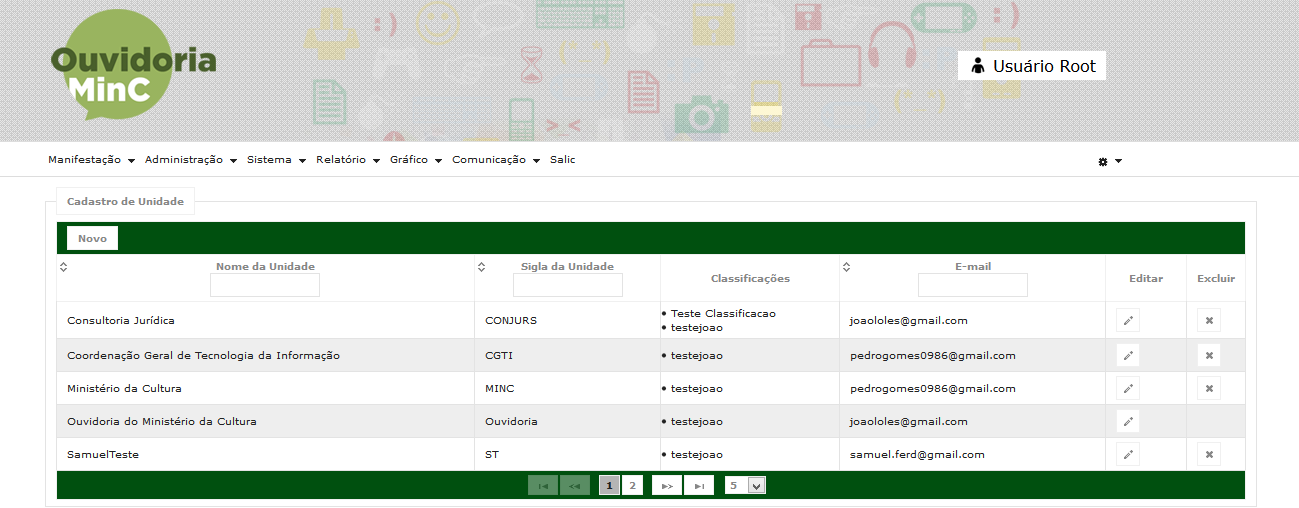 Ouvidoria
MinC
Usuário Root
Manifestação Administração Sistema Relatório Gráfico Comunicação Salic
Cadastro de Unidade
Novo
Nome da Unidade Sigla da Unidade Classificações E-mail Editar Excluir
Consultoria Jurídica CONJURS • Teste Classificacao joaololes@gmail.com
• testejoao
Coordenação Geral de Tecnologia da Informação CGTI • testejoao pedrogomes0986@gmail.com
Ministério da Cultura MINC • testejoao pedrogomes0986@gmail.com
Ouvidoria do Ministério da Cultura Ouvidoria • testejoao joaololes@gmail.com
SamuelTeste ST • testejoao samuel.ferd@gmail.com
1 2 5